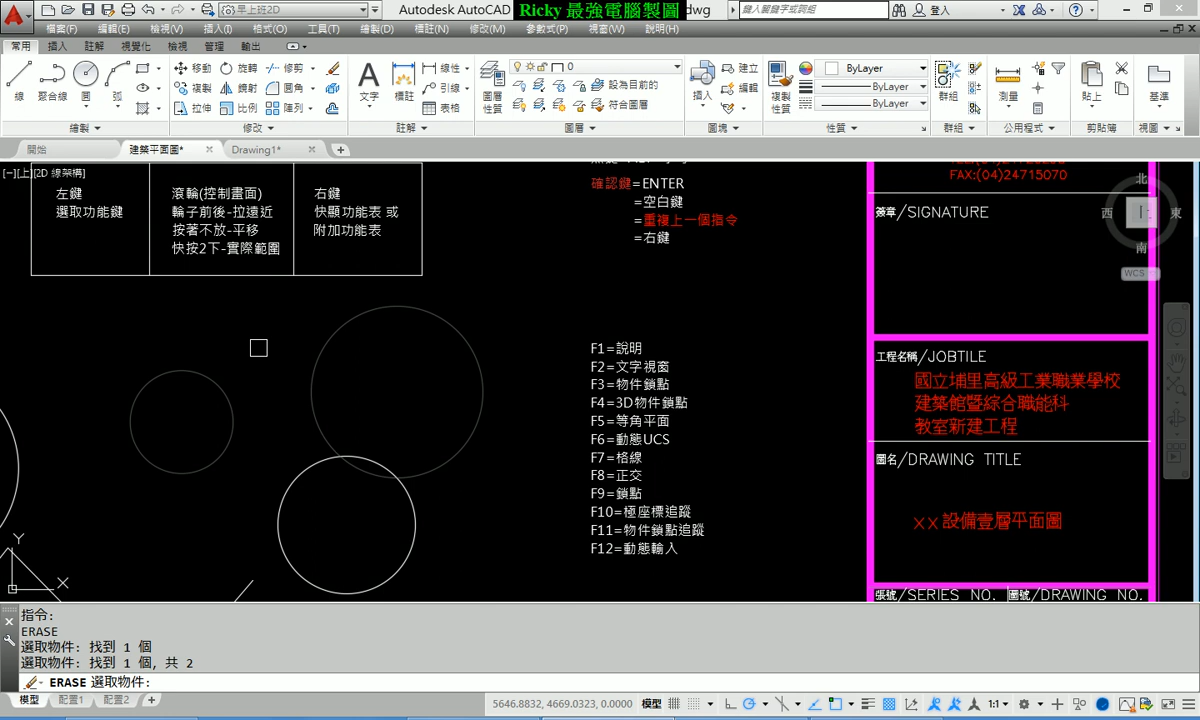 早上班2D
Autodesk AutoCAD
Ricky 最強電腦製圖
dwg
鍵入關鍵字或詞組
登入
檔案(F)
編輯(E)
檢視(V)
插入(I)
格式(O)
工具(T)
繪製(D)
標註(N)
修改(M)
參數式(P)
視窗(W)
說明(H)
常用
插入
註解
視覺化
檢視
管理
輸出
線
聚合線
圓
弧
移動
旋轉
修剪
複製
鏡射
圓角
拉伸
比例
陣列
文字
標註
線性
引線
表格
圖層
性質
0
設為目前的
符合圖層
插入
建立
編輯
複製
性質
ByLayer
ByLayer
ByLayer
群組
測量
貼上
基準
繪製
修改
註解
圖層
圖塊
性質
群組
公用程式
剪貼簿
視圖
開始
建築平面圖*
Drawing1*
[−][上][2D 線架構]
左鍵
選取功能鍵
滾輪(控制畫面)
輪子前後-拉遠近
按著不放-平移
快按2下-實際範圍
右鍵
快顯功能表 或
附加功能表
確認鍵=ENTER
=空白鍵
=重複上一個指令
=右鍵
F1=說明
F2=文字視窗
F3=物件鎖點
F4=3D物件鎖點
F5=等角平面
F6=動態UCS
F7=格線
F8=正交
F9=鎖點
F10=極座標追蹤
F11=物件鎖點追蹤
F12=動態輸入
FAX:(04)24715070
簽章/SIGNATURE
工程名稱/JOBTILE
國立埔里高級工業職業學校
建築館暨綜合職能科
教室新建工程
圖名/DRAWING TITLE
xx設備壹層平面圖
張號/SERIES NO.
圖號/DRAWING NO.
北
西
上
東
南
WCS
Y
X
指令:
ERASE
選取物件: 找到 1 個
選取物件: 找到 1 個, 共 2
ERASE 選取物件:
模型
配置1
配置2
5646.8832, 4669.0323, 0.0000
模型
1:1